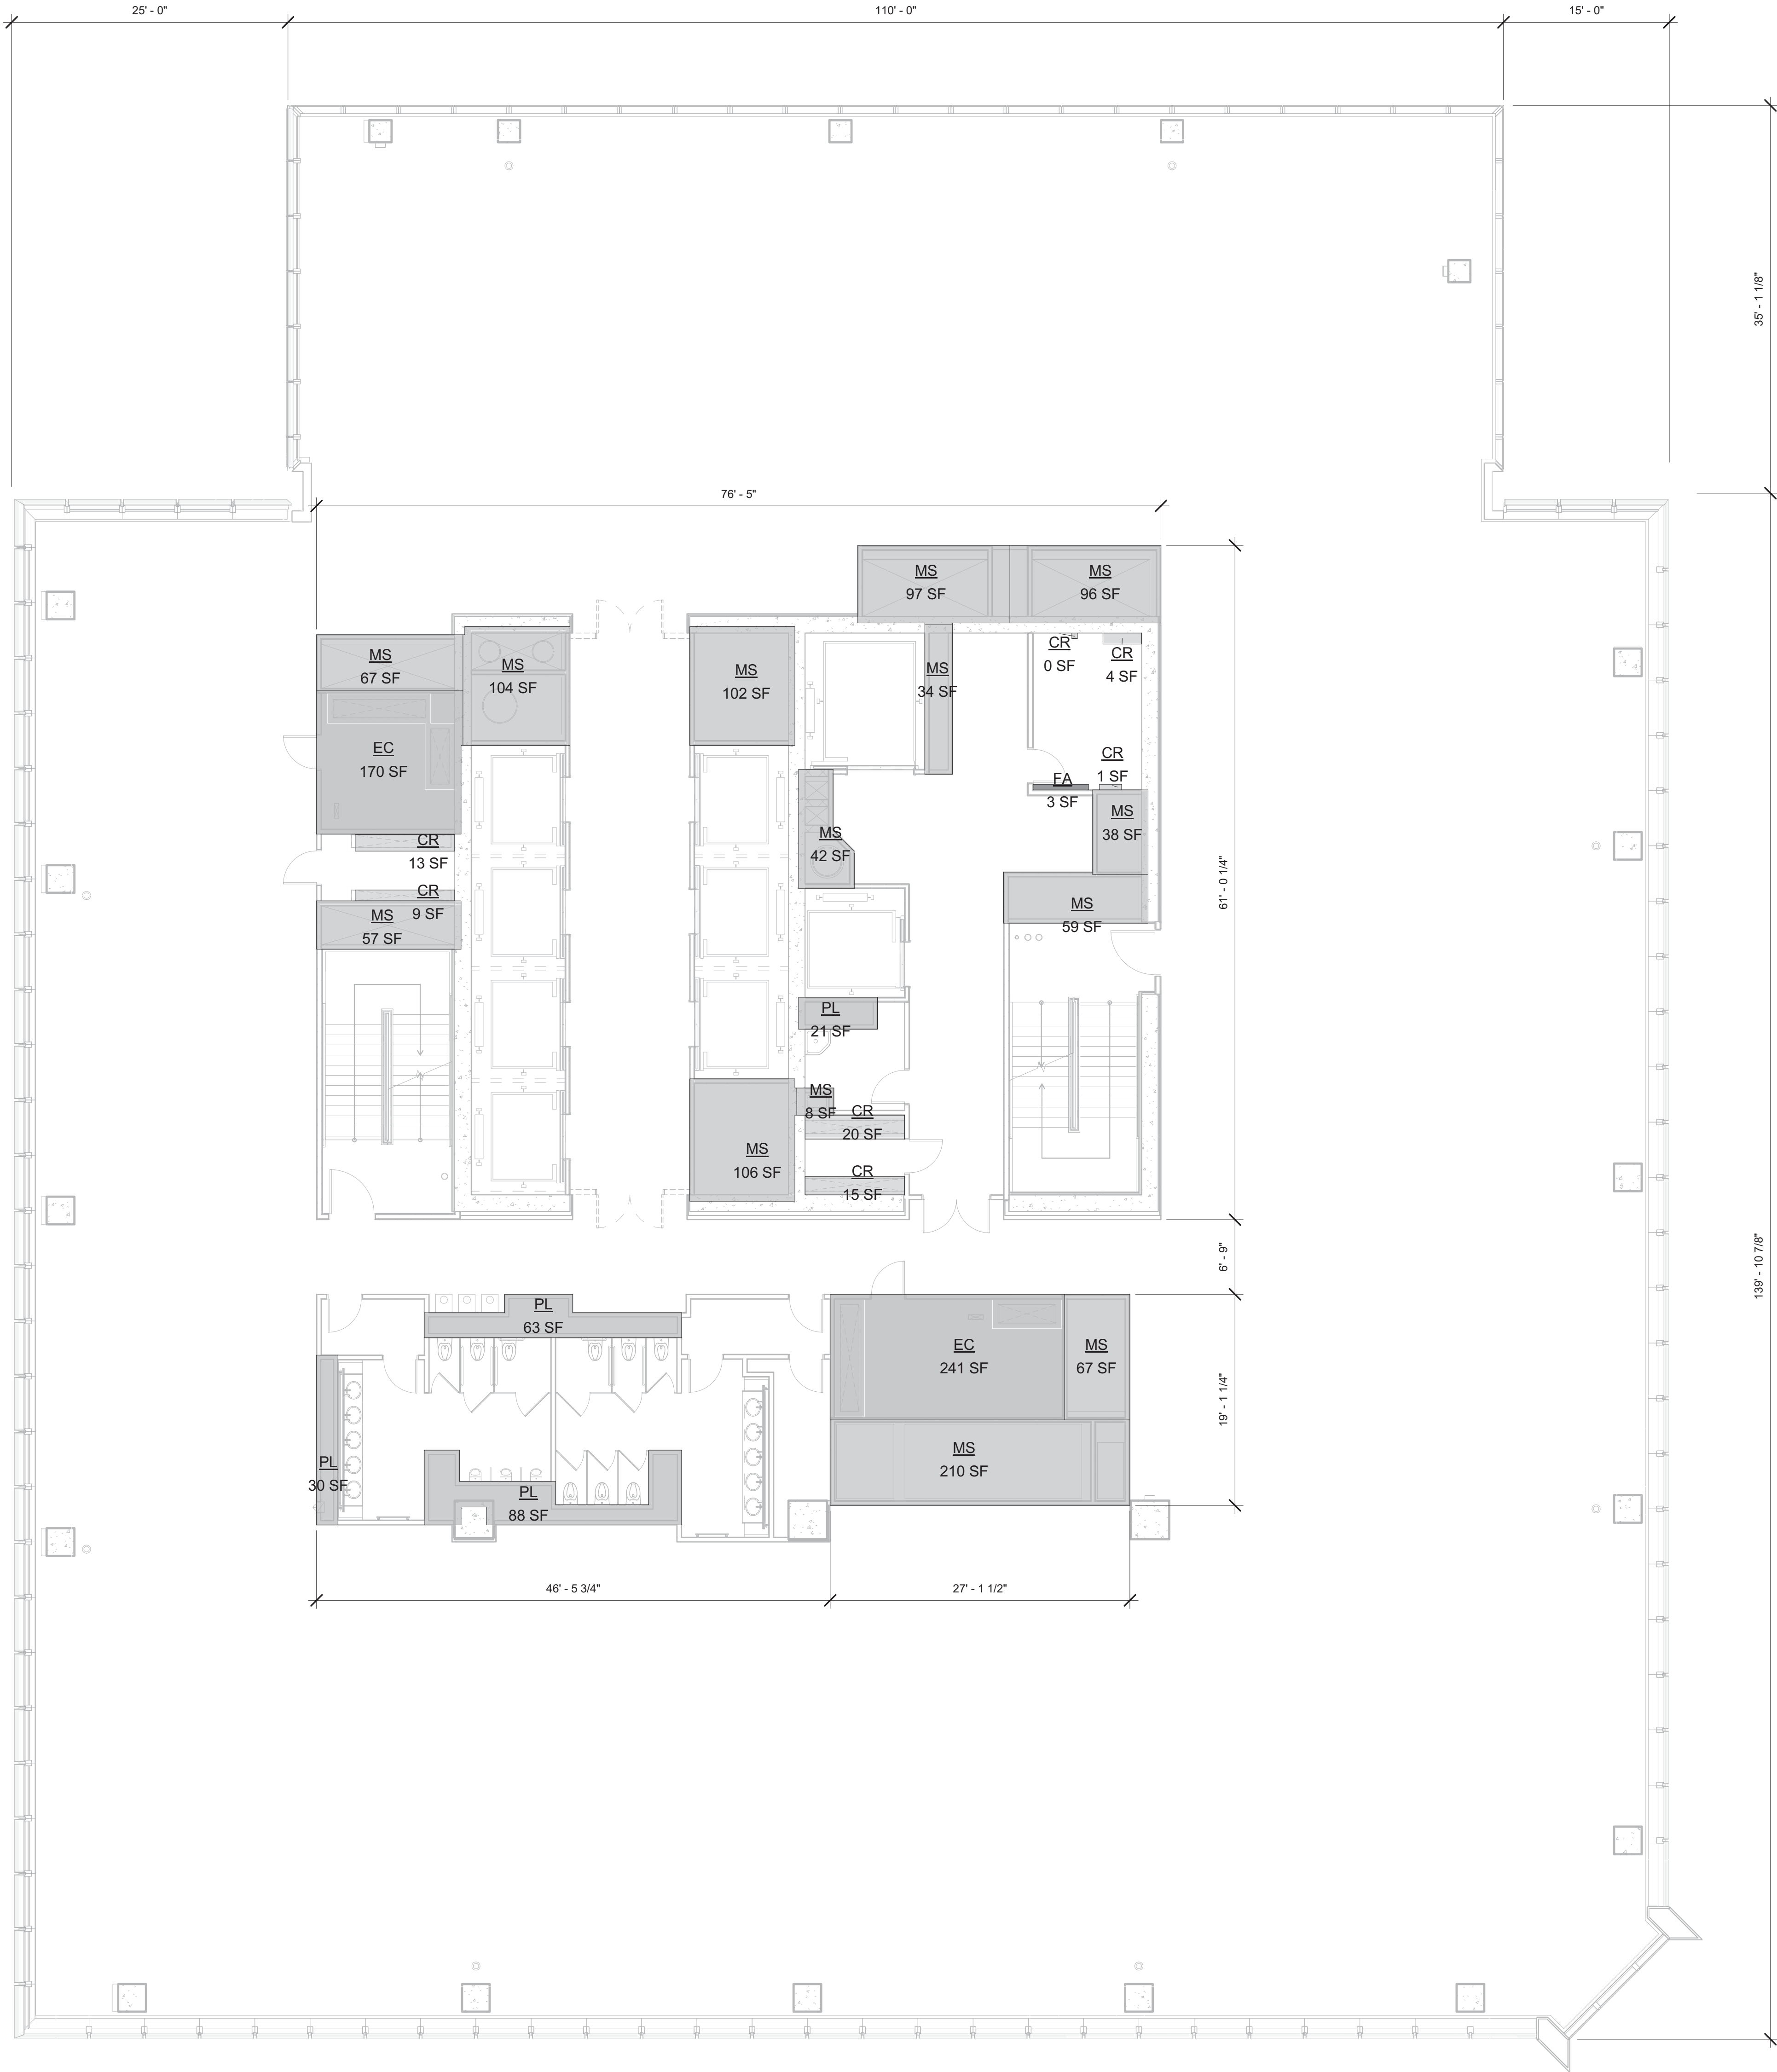 25' - 0"
110' - 0"
15' - 0"
35' - 1 1/8"
76' - 5"
MS
97 SF
MS
96 SF
CR
0 SF
CR
4 SF
MS
67 SF
MS
104 SF
MS
102 SF
MS
34 SF
EC
170 SF
CR
1 SF
FA
3 SF
MS
38 SF
CR
13 SF
MS
42 SF
61' - 0 1/4"
CR
9 SF
MS
57 SF
MS
59 SF
PL
21 SF
MS
8 SF
CR
20 SF
MS
106 SF
CR
15 SF
6' - 9"
139' - 10 7/8"
PL
63 SF
EC
241 SF
MS
67 SF
19' - 1 1/4"
MS
210 SF
PL
30 SF
PL
88 SF
46' - 5 3/4"
27' - 1 1/2"